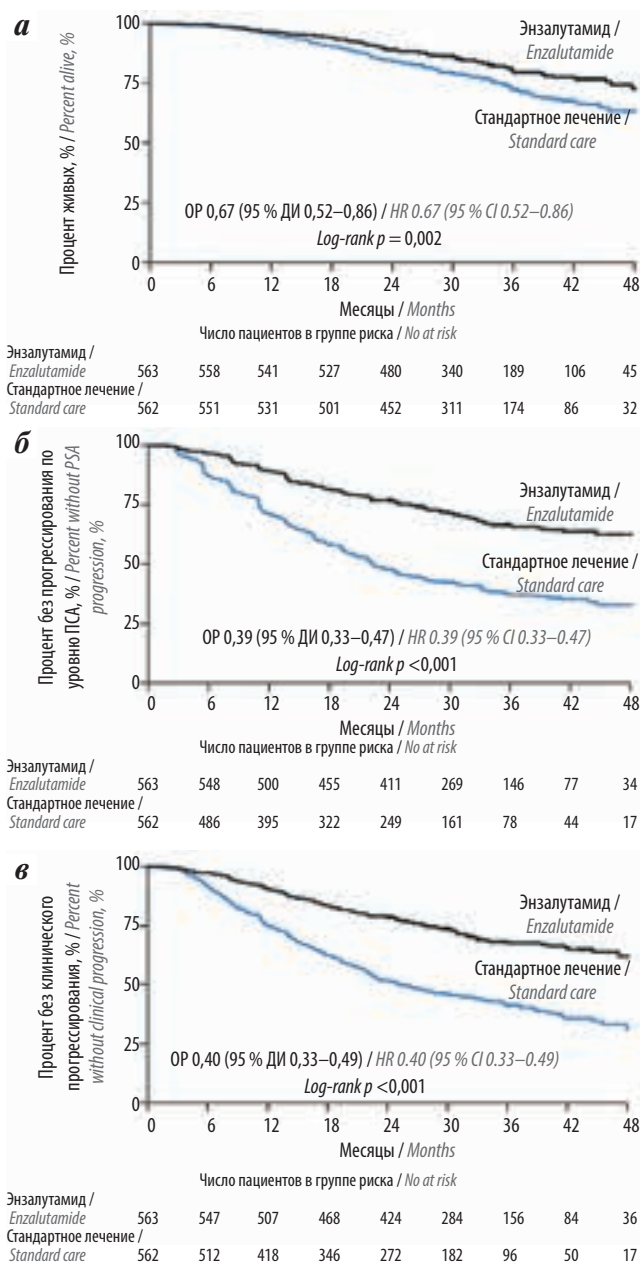 а
Процент живых, % / Percent alive, %
100
75
50
25
0
Энзалутамид /
Enzalutamide
Стандартное лечение /
Standard care
ОР 0,67 (95 % ДИ 0,52–0,86) / HR 0.67 (95 % CI 0.52–0.86)
Log-rank p = 0,002
0 6 12 18 24 30 36 42 48
Месяцы / Months
Число пациентов в группе риска / No at risk
Энзалутамид /
Enzalutamide 563 558 541 527 480 340 189 106 45
Стандартное лечение /
Standard care 562 551 531 501 452 311 174 86 32
б
Процент без прогрессирования по
уровню ПСА, % / Percent without PSA
progression, %
100
75
50
25
0
Энзалутамид /
Enzalutamide
Стандартное лечение /
Standard care
ОР 0,39 (95 % ДИ 0,33–0,47) / HR 0.39 (95 % CI 0.33–0.47)
Log-rank p <0,001
0 6 12 18 24 30 36 42 48
Месяцы / Months
Число пациентов в группе риска / No at risk
Энзалутамид /
Enzalutamide 563 548 500 455 411 269 146 77 34
Стандартное лечение /
Standard care 562 486 395 322 249 161 78 44 17
в
Процент без клинического
прогрессирования, % / Percent
without clinical progression, %
100
75
50
25
0
Энзалутамид /
Enzalutamide
Стандартное лечение /
Standard care
ОР 0,40 (95 % ДИ 0,33–0,49) / HR 0.40 (95 % CI 0.33–0.49)
Log-rank p <0,001
0 6 12 18 24 30 36 42 48
Месяцы / Months
Число пациентов в группе риска / No at risk
Энзалутамид /
Enzalutamide 563 547 507 468 424 284 156 84 36
Стандартное лечение /
Standard care 562 512 418 346 272 182 96 50 17